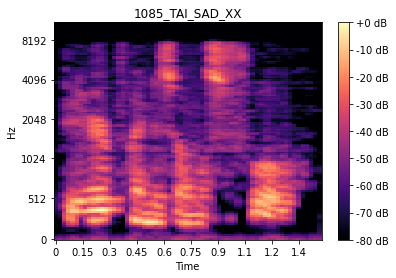 1085_TAI_SAD_XX
8192
4096
2048
1024
512
0
Hz
0 0.15 0.3 0.45 0.6 0.75 0.9 1.1 1.2 1.4
Time
+0 dB
-10 dB
-20 dB
-30 dB
-40 dB
-50 dB
-60 dB
-70 dB
-80 dB